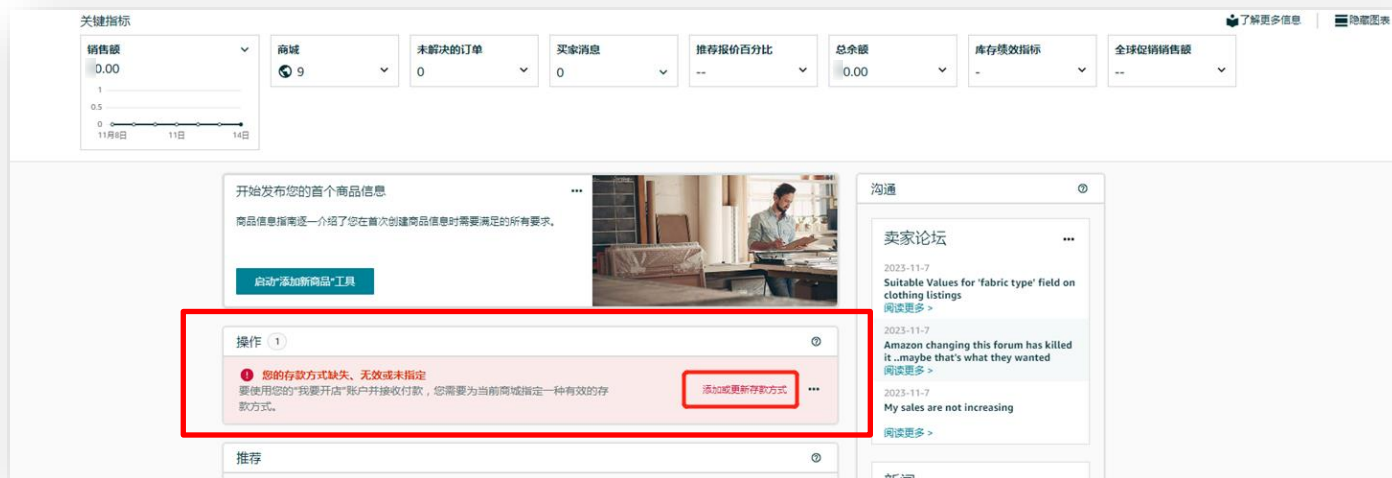 关键指标
了解更多信息
隐藏图表
销售额
0.00
1
0.5
0
11月8日
11日
14日
商城
9
未解决的订单
0
买家消息
0
推荐报价百分比
--
总余额
0.00
库存绩效指标
-
全球促销销售额
--
开始发布您的首个商品信息
商品信息指南逐一介绍了您在首次创建商品信息时需要满足的所有要求。
启动"添加新商品"工具
操作 1
您的存款方式缺失、无效或未指定
要使用您的"我要开店"账户并接收付款，您需要为当前商城指定一种有效的存
款方式。
添加或更新存款方式
推荐
沟通
卖家论坛
2023-11-7
Suitable Values for 'fabric type' field on
clothing listings
阅读更多 >
2023-11-7
Amazon changing this forum has killed
it ..maybe that's what they wanted
阅读更多 >
2023-11-7
My sales are not increasing
阅读更多 >